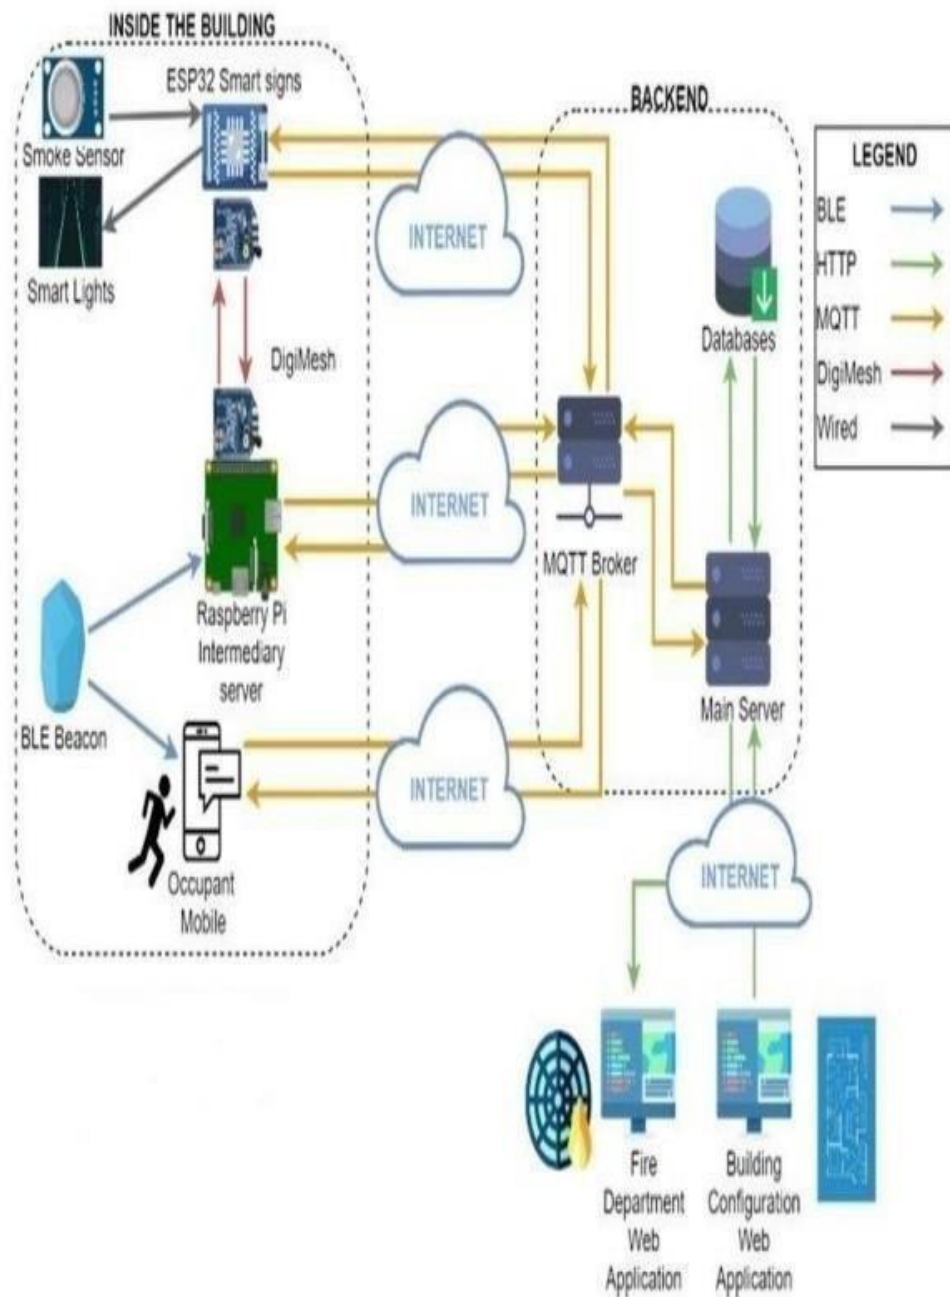 INSIDE THE BUILDING
ESP32 Smart signs
Smoke Sensor
Smart Lights
DigiMesh
Raspberry Pi
Intermediary
server
BLE Beacon
Occupant
Mobile
INTERNET
INTERNET
INTERNET
BACKEND
Databases
MQTT Broker
Main Server
INTERNET
Fire
Department
Web
Application
Building
Configuration
Web
Application
LEGEND
BLE
HTTP
MQTT
DigiMesh
Wired